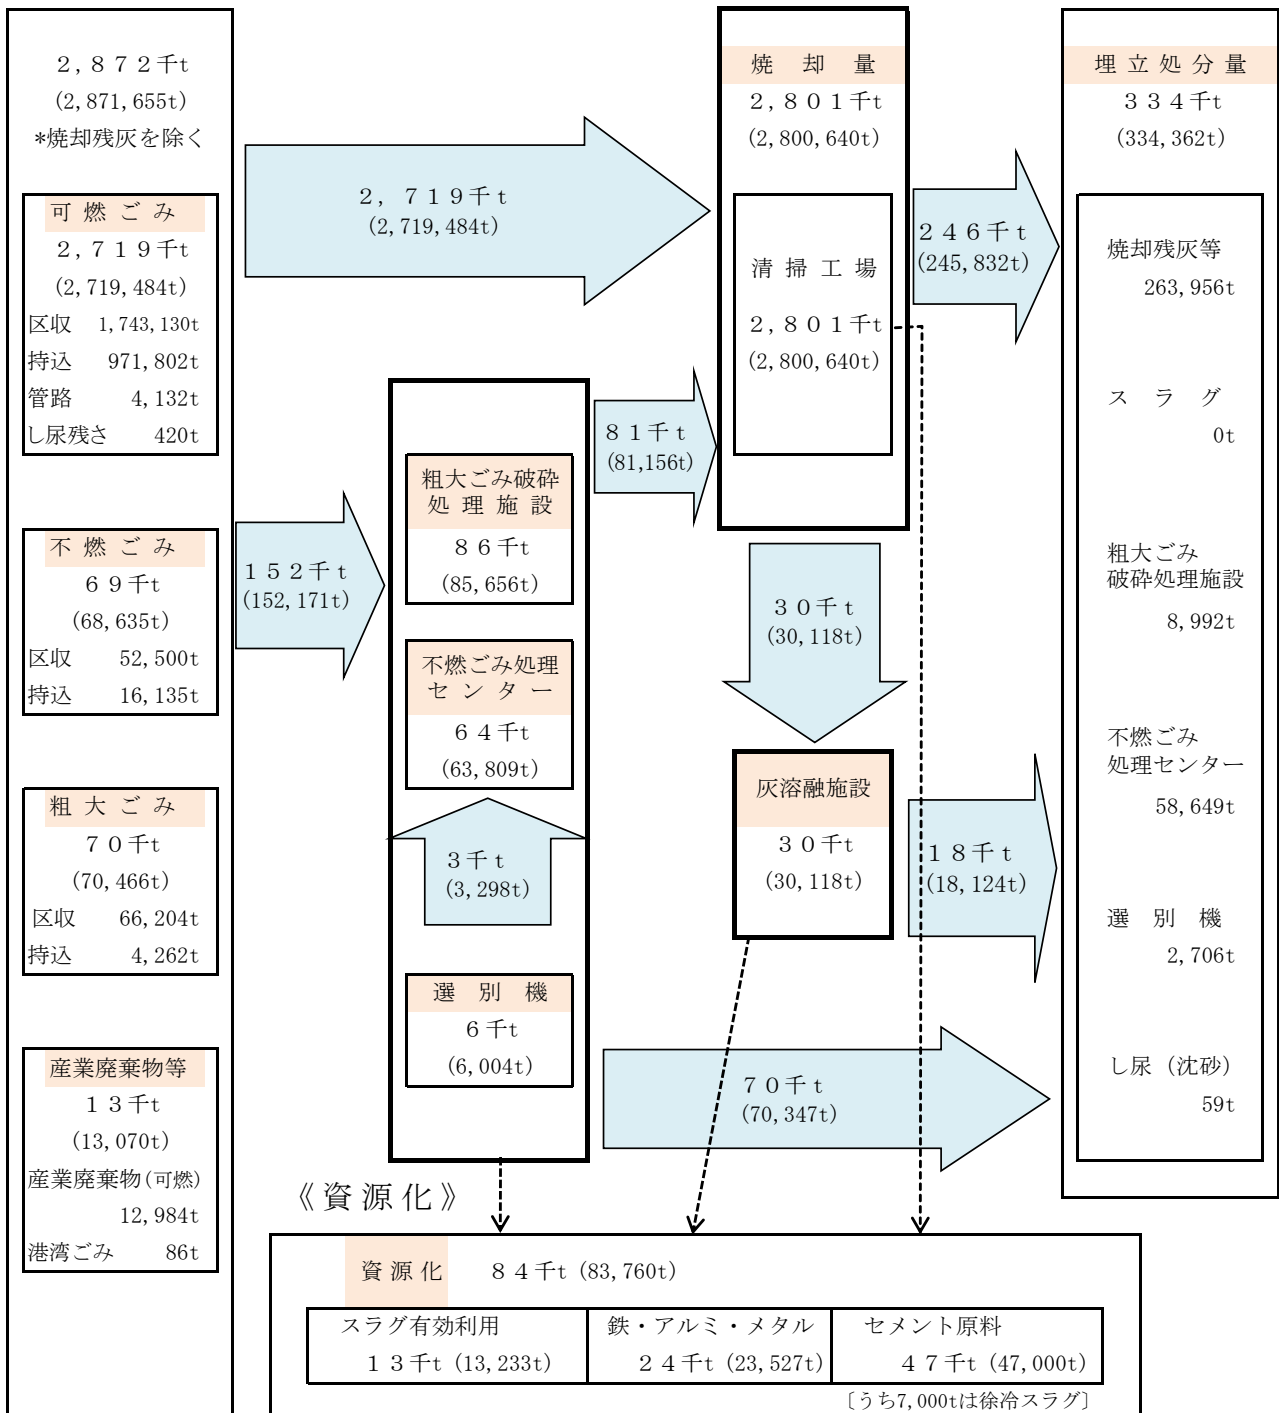 2,872千t
(2,871,655t)
*焼却残灰を除く
可燃ごみ
2,719千t
(2,719,484t)
区収 1,743,130t
持込 971,802t
管路 4,132t
し尿残さ 420t
不燃ごみ
69千t
(68,635t)
区収 52,500t
持込 16,135t
粗大ごみ
70千t
(70,466t)
区収 66,204t
持込 4,262t
産業廃棄物等
13千t
(13,070t)
産業廃棄物(可燃)
12,984t
港湾ごみ 86t
2,719千t
(2,719,484t)
152千t
(152,171t)
粗大ごみ破砕
処理施設
86千t
(85,656t)
不燃ごみ処理
センター
64千t
(63,809t)
3千t
(3,298t)
選別機
6千t
(6,004t)
81千t
(81,156t)
焼却量
2,801千t
(2,800,640t)
清掃工場
2,801千t
(2,800,640t)
30千t
(30,118t)
灰溶融施設
30千t
(30,118t)
246千t
(245,832t)
18千t
(18,124t)
70千t
(70,347t)
埋立処分量
334千t
(334,362t)
焼却残灰等
263,956t
スラグ
0t
粗大ごみ
破砕処理施設
8,992t
不燃ごみ
処理センター
58,649t
選別機
2,706t
し尿（沈砂）
59t
《資源化》
資源化 84千t (83,760t)
スラグ有効利用
13千t (13,233t)
鉄・アルミ・メタル
24千t (23,527t)
セメント原料
47千t (47,000t)
〔うち7,000tは徐冷スラグ〕